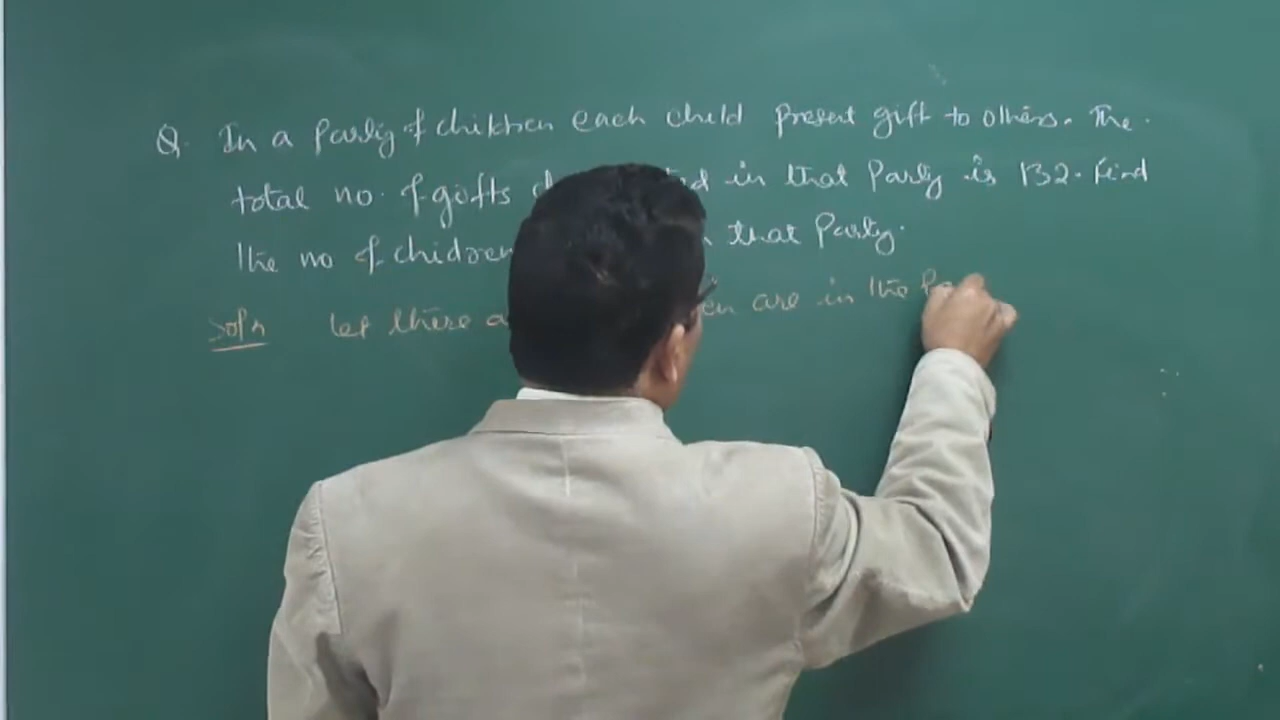 Q. In a Party of children each child present gift to others. The
total no. of gifts in that Party is 132. Find
the no of chidren that Party.
Soln let there are in the